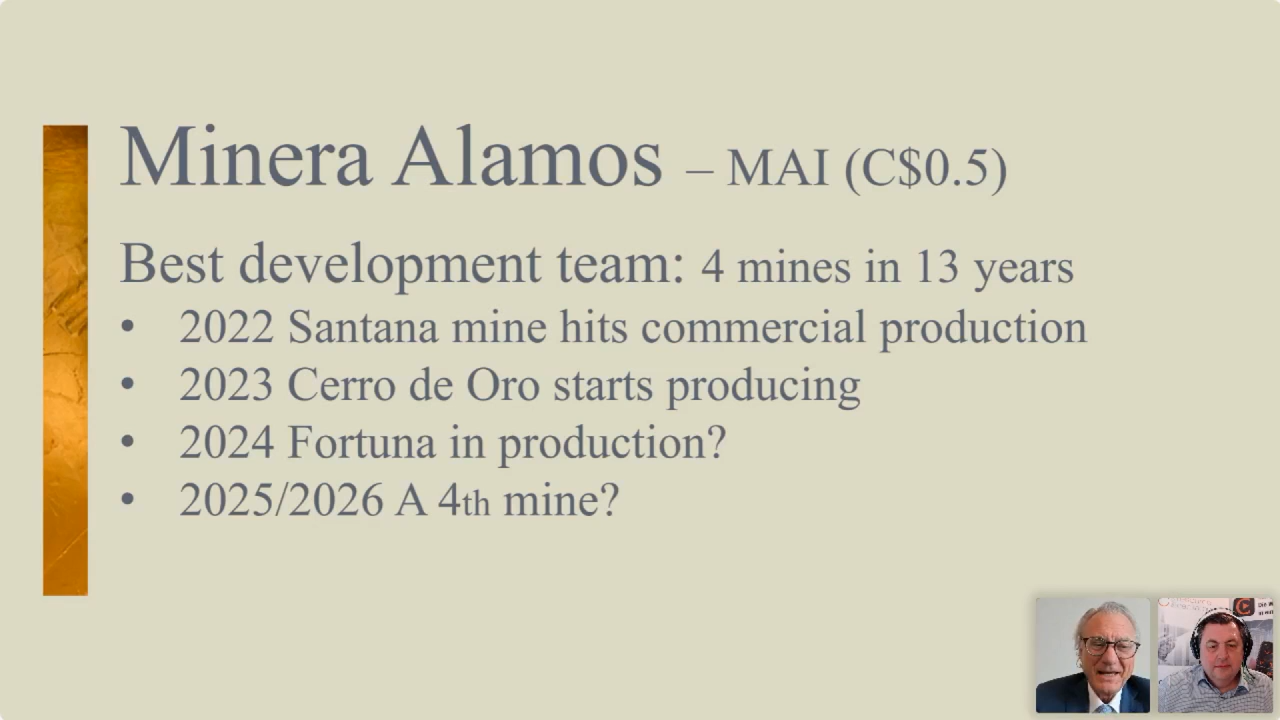 Minera Alamos – MAI (C$0.5)
Best development team: 4 mines in 13 years
• 2022 Santana mine hits commercial production
• 2023 Cerro de Oro starts producing
• 2024 Fortuna in production?
• 2025/2026 A 4th mine?